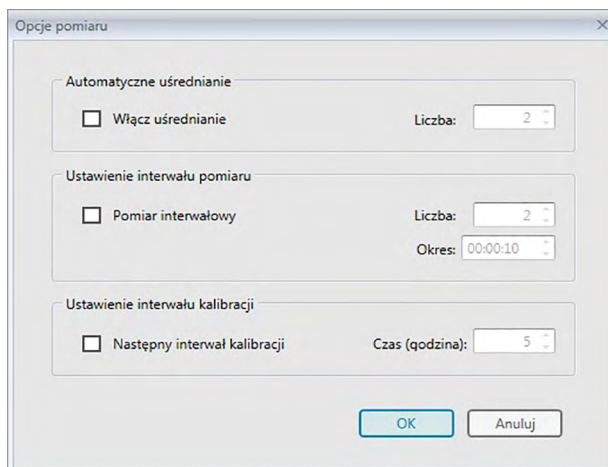 Opcje pomiaru
Automatyczne uśrednianie
Włącz uśrednianie Liczba: 2
Ustawienie interwału pomiaru
Pomiar interwałowy Liczba: 2
Okres: 00:00:10
Ustawienie interwału kalibracji
Następny interwał kalibracji Czas (godzina): 5
OK Anuluj